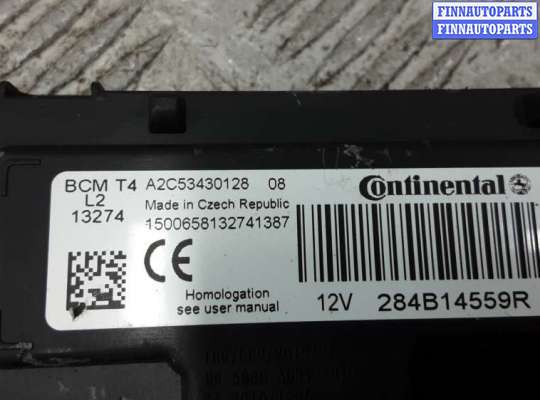 FINNAUTOPARTS
FINNAUTOPARTS
BCM T4 A2C53430128 08
L2 Made in Czech Republic
13274 1500658132741387
Continental
CE
Homologation
see user manual
12V 284B14559R